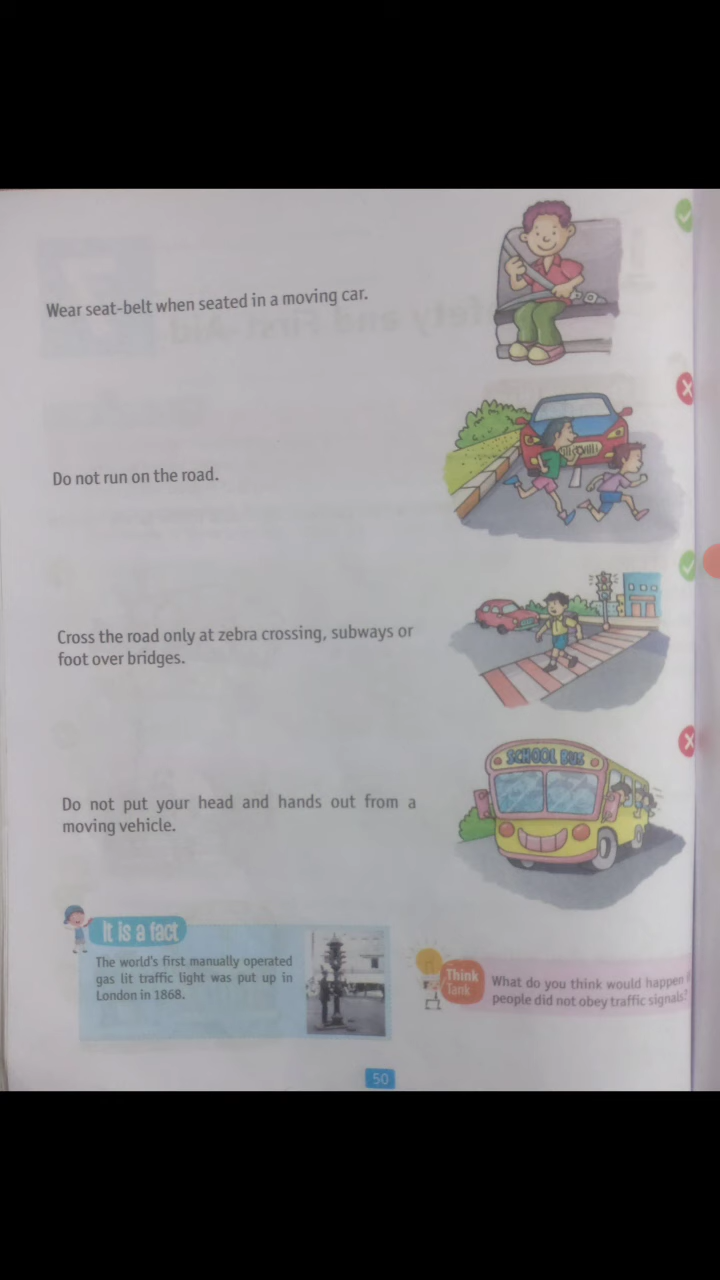 Wear seat-belt when seated in a moving car.
Do not run on the road.
Cross the road only at zebra crossing, subways or
foot over bridges.
SCHOOL BUS
Do not put your head and hands out from a
moving vehicle.
It is a fact
The world's first manually operated
gas lit traffic light was put up in
London in 1868.
Think
Tank
What do you think would happen
people did not obey traffic signals?
50